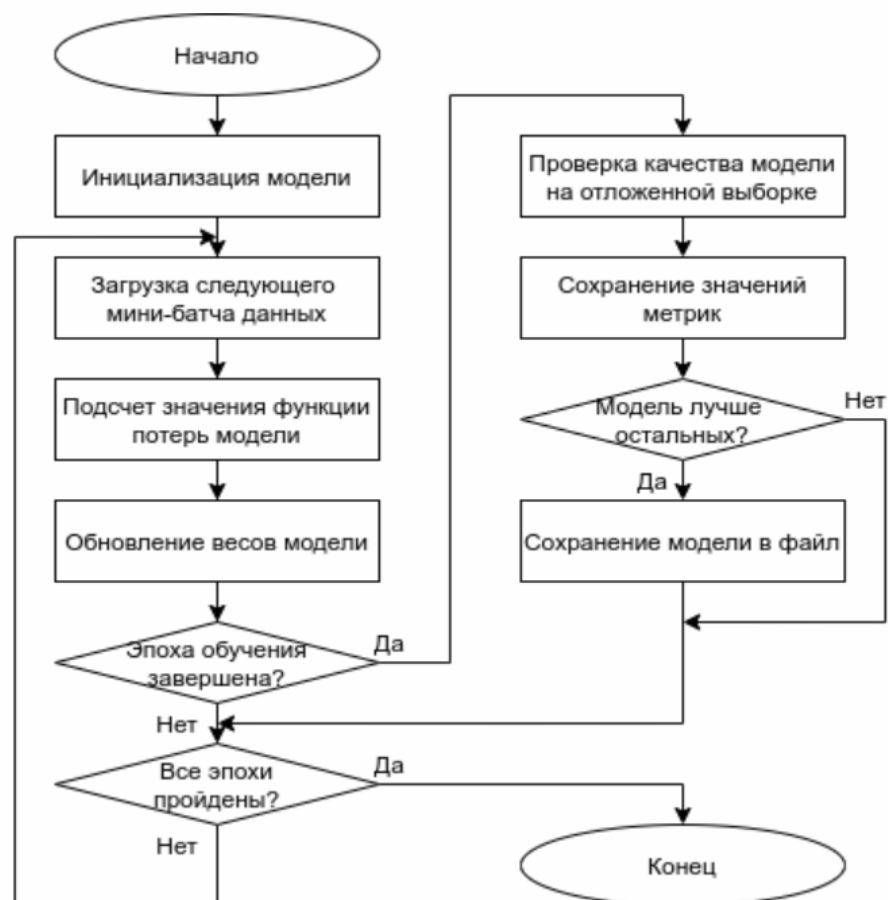 Начало
Инициализация модели
Загрузка следующего
мини-батча данных
Подсчет значения функции
потерь модели
Обновление весов модели
Эпоха обучения
завершена?
Да
Нет
Все эпохи
пройдены?
Да
Нет
Проверка качества модели
на отложенной выборке
Сохранение значений
метрик
Модель лучше
остальных?
Нет
Да
Сохранение модели в файл
Конец